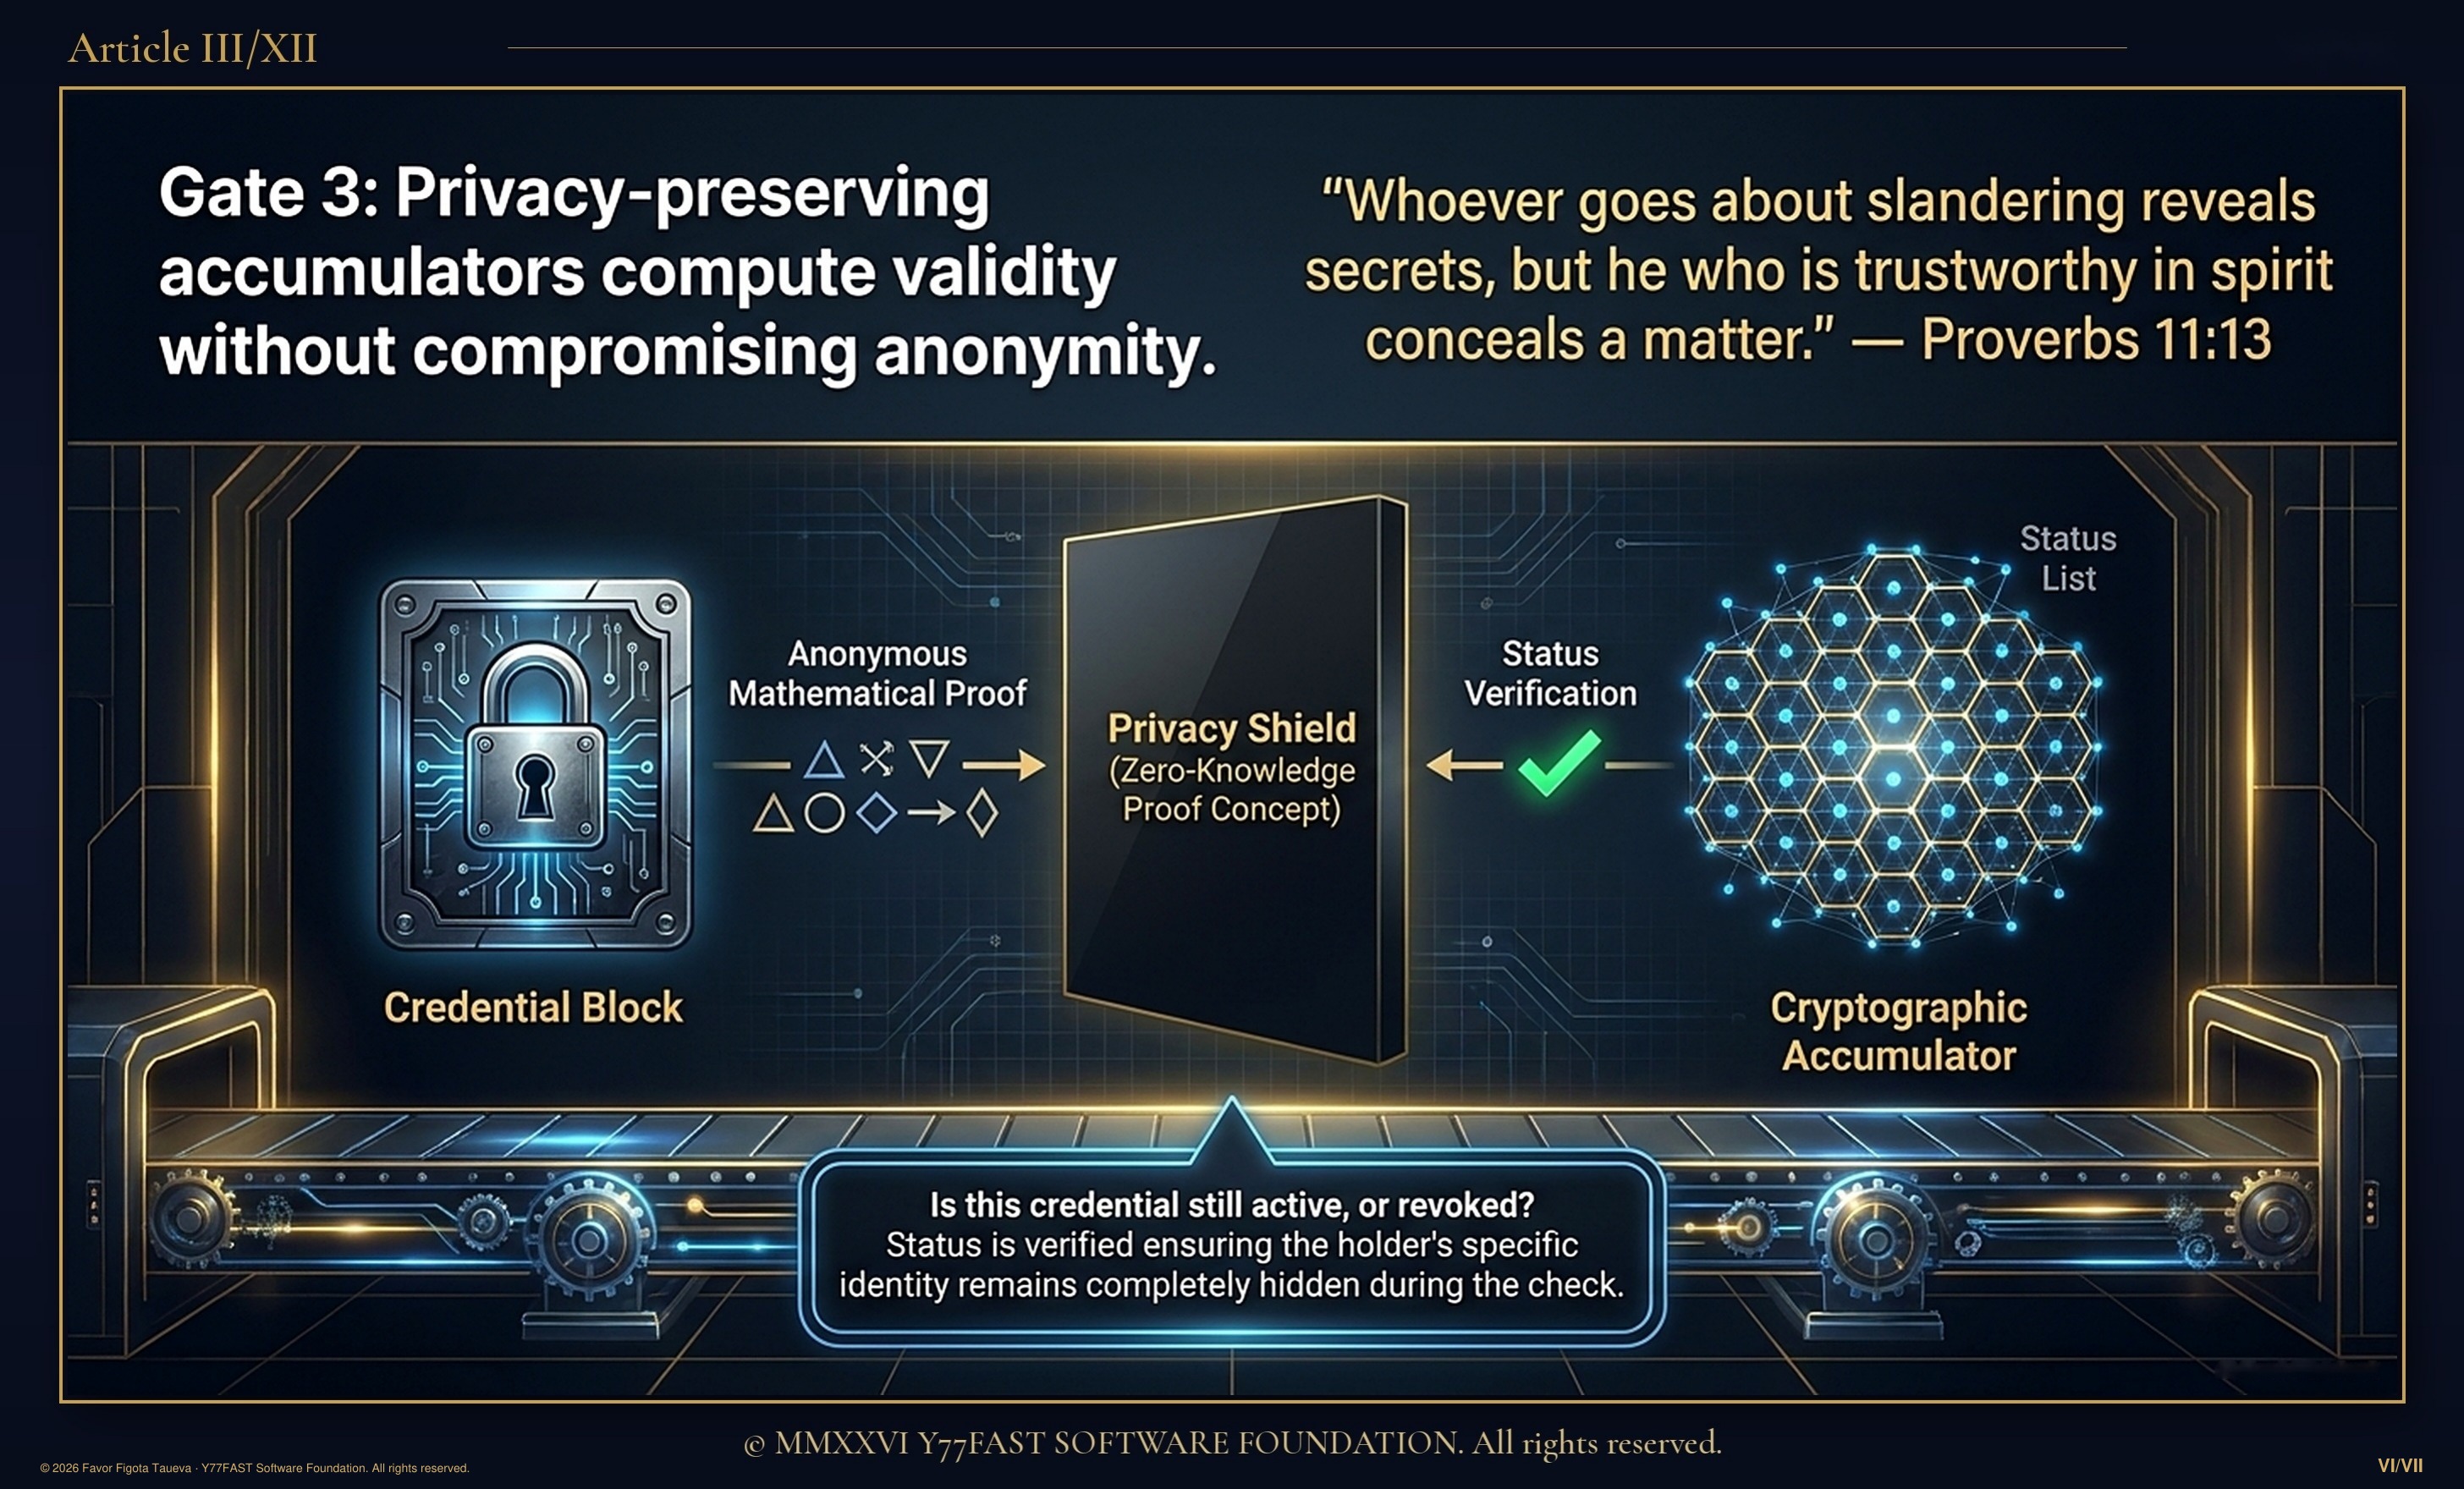 Article III/XII
Gate 3: Privacy-preserving
accumulators compute validity
without compromising anonymity.
“Whoever goes about slandering reveals
secrets, but he who is trustworthy in spirit
conceals a matter.” — Proverbs 11:13
Status
List
Anonymous
Mathematical Proof
Privacy Shield
(Zero-Knowledge
Proof Concept)
Status
Verification
Credential Block
Cryptographic
Accumulator
Is this credential still active, or revoked?
Status is verified ensuring the holder's specific
identity remains completely hidden during the check.
© MMXXVI Y77FAST SOFTWARE FOUNDATION. All rights reserved.
© 2026 Favor Figota Taueva · Y77FAST Software Foundation. All rights reserved.
VI/VII